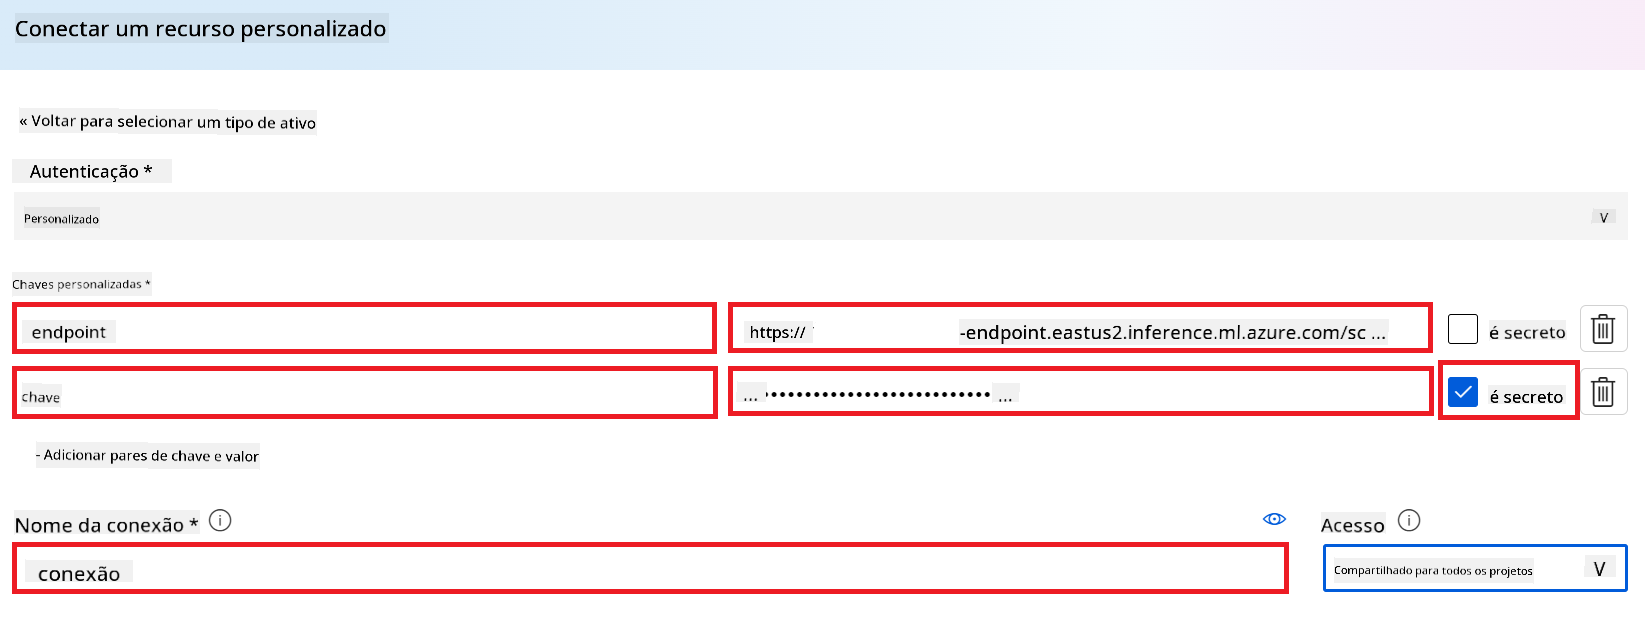 Conectar um recurso personalizado
« Voltar para selecionar um tipo de ativo
Autenticação *
Personalizado V
Chaves personalizadas *
endpoint https:// -endpoint.eastus2.inference.ml.azure.com/sc ... é secreto
chave ... •••••••••••••••••••••••••••• ... é secreto
- Adicionar pares de chave e valor
Nome da conexão * Acesso
conexão Compartilhado para todos os projetos V